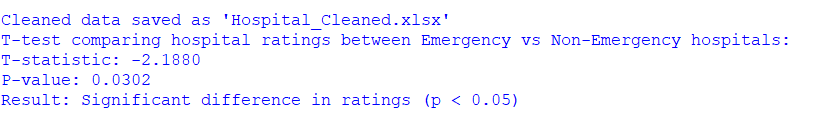 Cleaned data saved as 'Hospital_Cleaned.xlsx'
T-test comparing hospital ratings between Emergency vs Non-Emergency hospitals:
T-statistic: -2.1880
P-value: 0.0302
Result: Significant difference in ratings (p < 0.05)